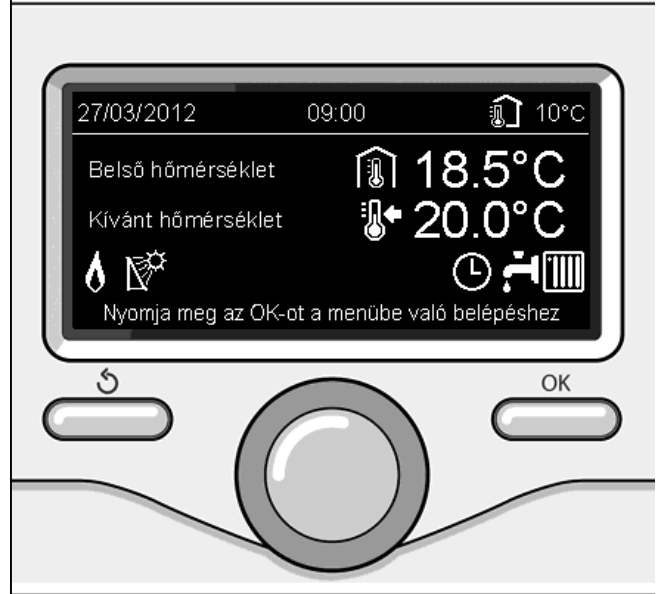 27/03/2012 09:00 10°C
Belső hőmérséklet 18.5°C
Kívánt hőmérséklet 20.0°C
Nyomja meg az OK-ot a menübe való belépéshez
OK